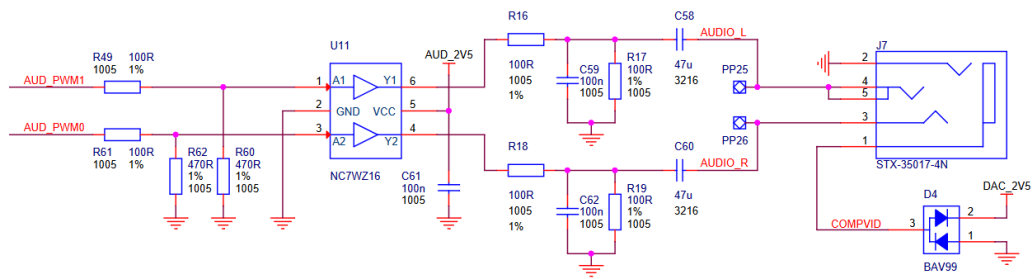 R16
C58
AUDIO_L
U11
AUD_2V5
J7
R49
100R
1005
1%
AUD_PWM1
1
A1
Y1
6
2
GND
VCC
5
3
A2
Y2
4
NC7WZ16
100R
1005
1%
C59
100n
1005
R17
100R
1%
1005
47u
3216
PP25
PP26
2
4
5
3
1
STX-35017-4N
AUD_PWM0
R61
1005
100R
1%
R62
470R
1%
1005
R60
470R
1%
1005
C61
100n
1005
R18
100R
1005
1%
C60
AUDIO_R
47u
3216
C62
100n
1005
R19
100R
1%
1005
COMPVID
D4
3
2
1
BAV99
DAC_2V5